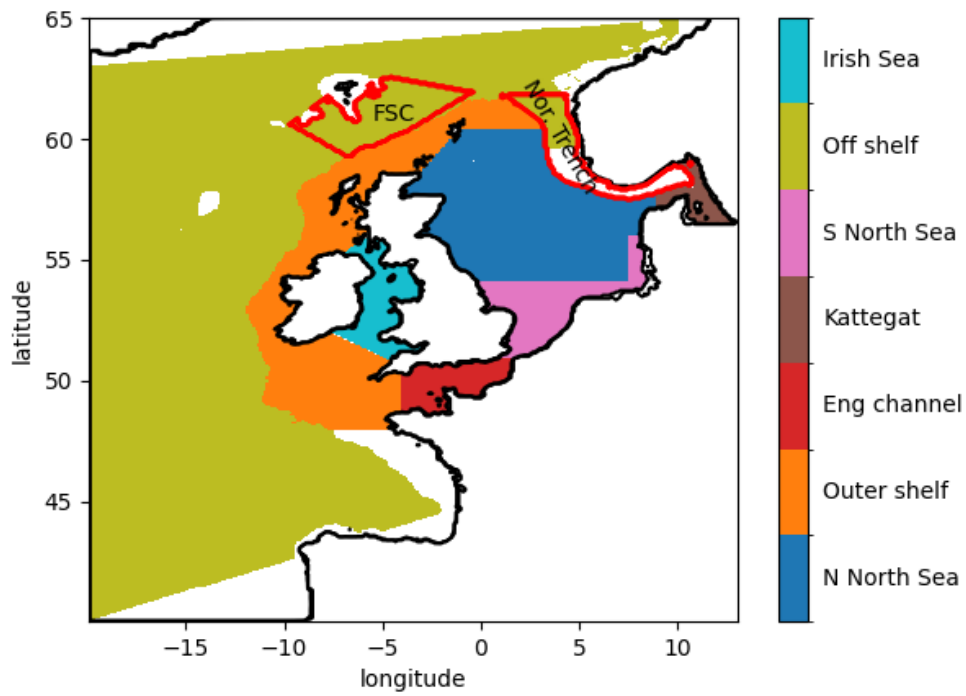 65
60
55
50
45
latitude
−15
−10
−5
0
5
10
longitude
FSC
Nor. Trench
Irish Sea
Off shelf
S North Sea
Kattegat
Eng channel
Outer shelf
N North Sea